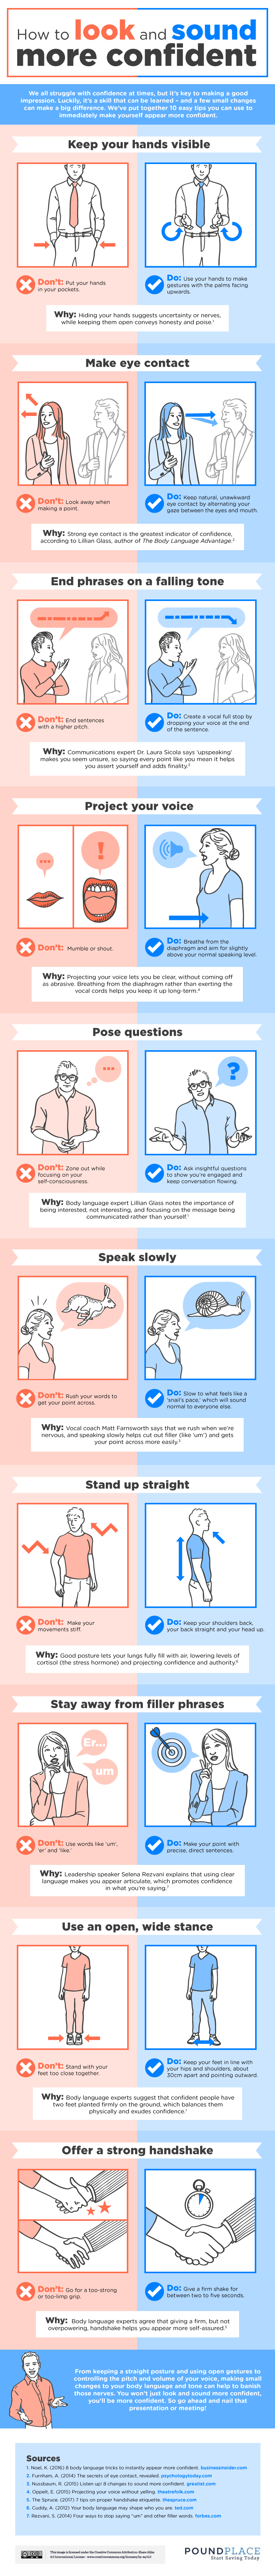 How to look and sound
more confident
We all struggle with confidence at times, but it's key to making a good
impression. Luckily, it's a skill that can be learned – and a few small changes
can make a big difference. We've put together 10 easy tips you can use to
immediately make yourself appear more confident.
Keep your hands visible
Don't: Put your hands
in your pockets.
Do: Use your hands to make
gestures with the palms facing
upwards.
Why: Hiding your hands suggests uncertainty or nerves,
while keeping them open conveys honesty and poise.¹
Make eye contact
Don't: Look away when
making a point.
Do: Keep natural, unawkward
eye contact by alternating your
gaze between the eyes and mouth.
Why: Strong eye contact is the greatest indicator of confidence,
according to Lillian Glass, author of The Body Language Advantage.²
End phrases on a falling tone
Don't: End sentences
with a higher pitch.
Do: Create a vocal full stop by
dropping your voice at the end
of the sentence.
Why: Communications expert Dr. Laura Sicola says 'upspeaking'
makes you seem unsure, so saying every point like you mean it helps
you assert yourself and adds finality.³
Project your voice
...
!
Don't: Mumble or shout.
Do: Breathe from the
diaphragm and aim for slightly
above your normal speaking level.
Why: Projecting your voice lets you be clear, without coming off
as abrasive. Breathing from the diaphragm rather than exerting the
vocal cords helps you keep it up long-term.⁴
Pose questions
...
?
Don't: Zone out while
focusing on your
self-consciousness.
Do: Ask insightful questions
to show you're engaged and
keep conversation flowing.
Why: Body language expert Lillian Glass notes the importance of
being interested, not interesting, and focusing on the message being
communicated rather than yourself.¹
Speak slowly
Don't: Rush your words to
get your point across.
Do: Slow to what feels like a
'snail's pace,' which will sound
normal to everyone else.
Why: Vocal coach Matt Farnsworth says that we rush when we're
nervous, and speaking slowly helps cut out filler (like 'um') and gets
your point across more easily.³
Stand up straight
Don't: Make your
movements stiff.
Do: Keep your shoulders back,
your back straight and your head up.
Why: Good posture lets your lungs fully fill with air, lowering levels of
cortisol (the stress hormone) and projecting confidence and authority.⁶
Stay away from filler phrases
Er...
um
Don't: Use words like 'um',
'er' and 'like.'
Do: Make your point with
precise, direct sentences.
Why: Leadership speaker Selena Rezvani explains that using clear
language makes you appear articulate, which promotes confidence
in what you're saying.⁷
Use an open, wide stance
Don't: Stand with your
feet too close together.
Do: Keep your feet in line with
your hips and shoulders, about
30cm apart and pointing outward.
Why: Body language experts suggest that confident people have
two feet planted firmly on the ground, which balances them
physically and exudes confidence.¹
Offer a strong handshake
Don't: Go for a too-strong
or too-limp grip.
Do: Give a firm shake for
between two to five seconds.
Why: Body language experts agree that giving a firm, but not
overpowering, handshake helps you appear more self-assured.⁵
From keeping a straight posture and using open gestures to
controlling the pitch and volume of your voice, making small
changes to your body language and tone can help to banish
those nerves. You won't just look and sound more confident,
you'll be more confident. So go ahead and nail that
presentation or meeting!
Sources
1. Noel, K. (2016) 8 body language tricks to instantly appear more confident. businessinsider.com
2. Furnham, A. (2014) The secrets of eye contact, revealed. psychologytoday.com
3. Nussbaum, R. (2015) Listen up! 8 changes to sound more confident. greatist.com
4. Oppelt, E. (2015) Projecting your voice without yelling. theatrefolk.com
5. The Spruce. (2017) 7 tips on proper handshake etiquette. thespruce.com
6. Cuddy, A. (2012) Your body language may shape who you are. ted.com
7. Rezvani, S. (2014) Four ways to stop saying "um" and other filler words. forbes.com
This image is licensed under the Creative Commons Attribution-Share Alike
4.0 International License - www.creativecommons.org/licenses/by-sa/4.0
POUNDPLACE
Start Saving Today